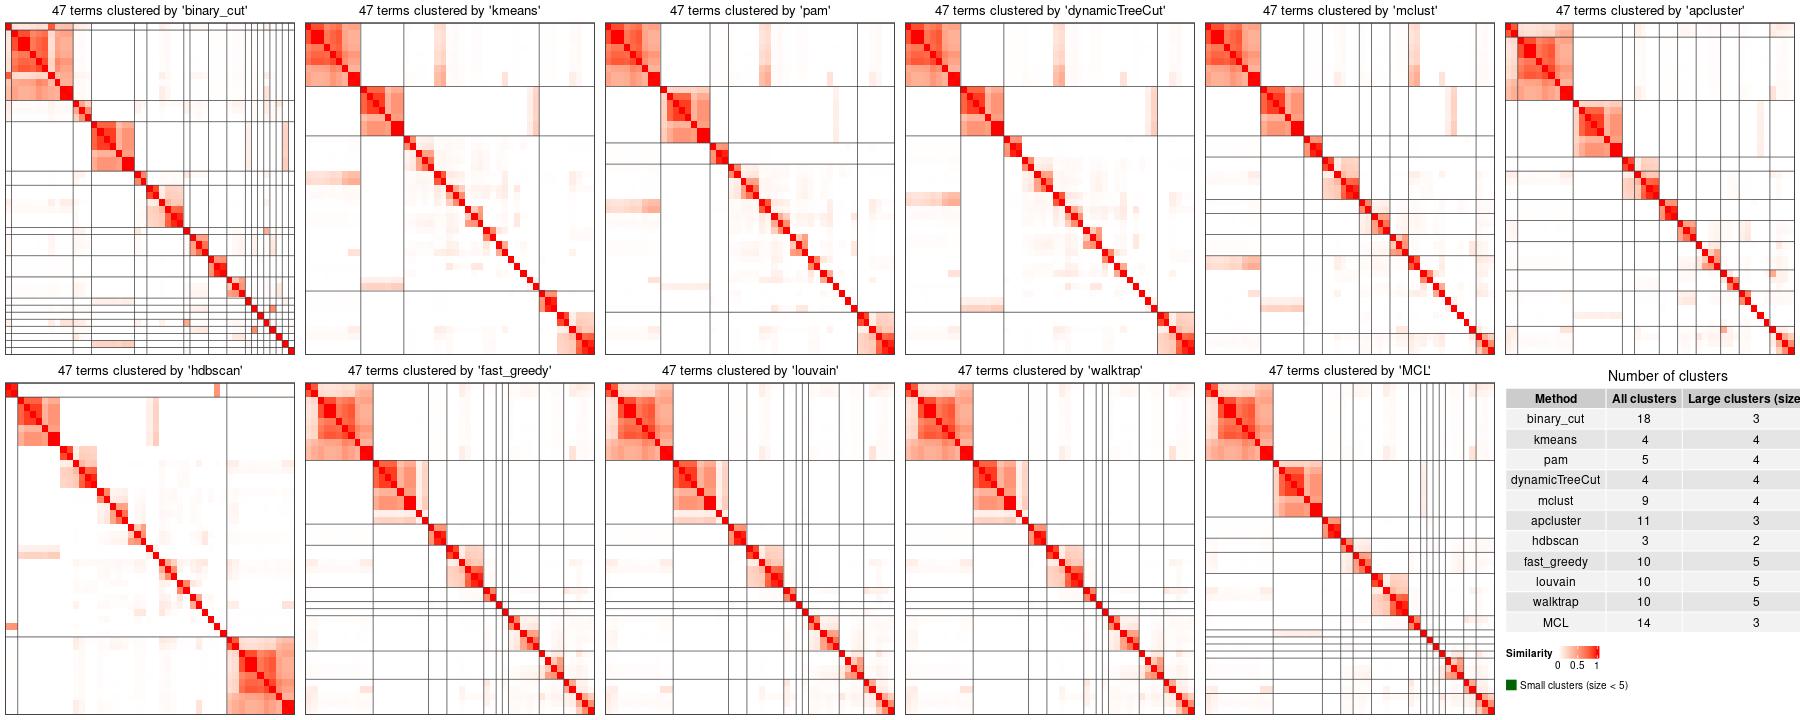 47 terms clustered by 'binary_cut'
47 terms clustered by 'kmeans'
47 terms clustered by 'pam'
47 terms clustered by 'dynamicTreeCut'
47 terms clustered by 'mclust'
47 terms clustered by 'apcluster'
47 terms clustered by 'hdbscan'
47 terms clustered by 'fast_greedy'
47 terms clustered by 'louvain'
47 terms clustered by 'walktrap'
47 terms clustered by 'MCL'
Number of clusters
Method All clusters Large clusters (size
binary_cut 18 3
kmeans 4 4
pam 5 4
dynamicTreeCut 4 4
mclust 9 4
apcluster 11 3
hdbscan 3 2
fast_greedy 10 5
louvain 10 5
walktrap 10 5
MCL 14 3
Similarity
0 0.5 1
Small clusters (size < 5)